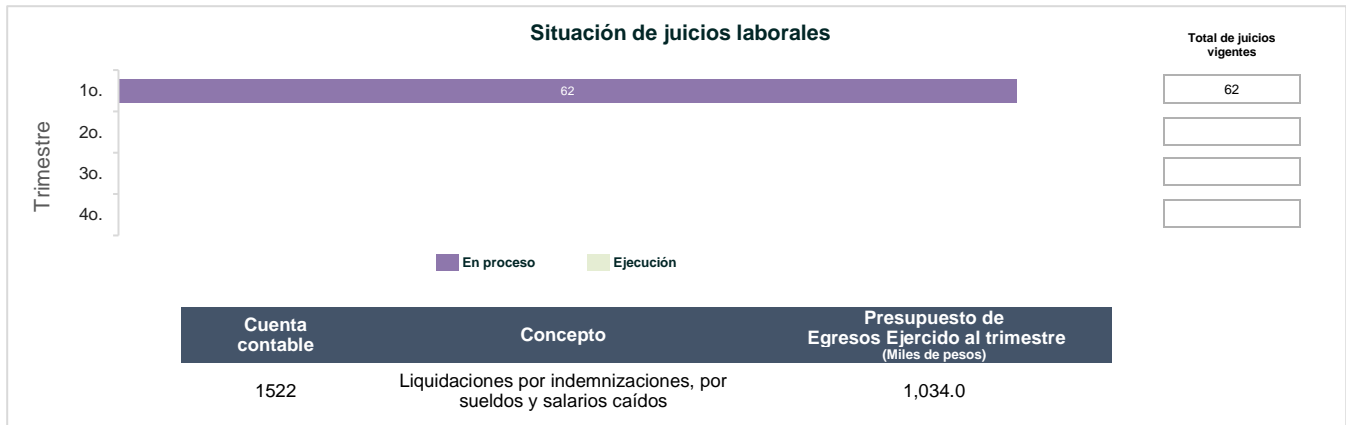 Situación de juicios laborales
Total de juicios
vigentes
Trimestre
1o.
62
62
2o.
3o.
4o.
En proceso
Ejecución
Cuenta
contable
Concepto
Presupuesto de
Egresos Ejercido al trimestre
(Miles de pesos)
1522
Liquidaciones por indemnizaciones, por
sueldos y salarios caídos
1,034.0